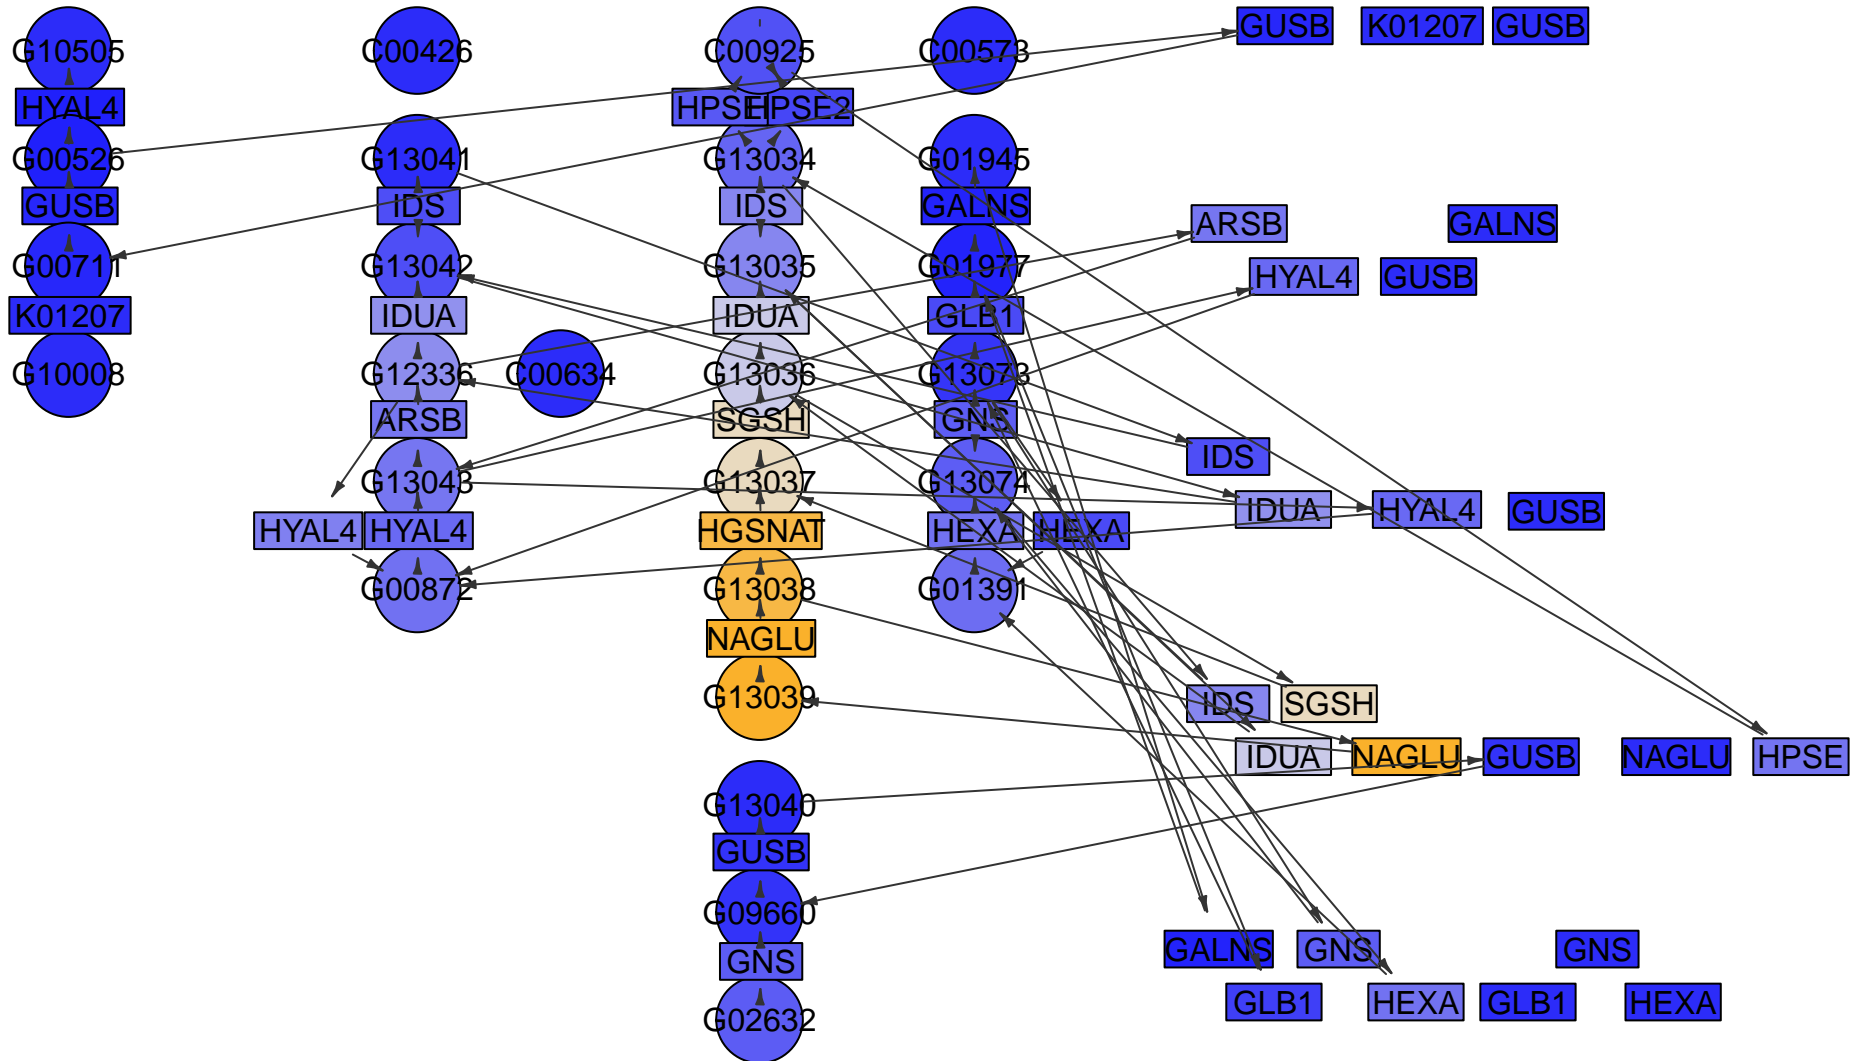 G10505 C00426 C00925 C00573 GUSB K01207 GUSB
HYAL4 HPSE HPSE2
G00526 G13041 G13034 G01945
GUSB IDS IDS GALNS ARSB GALNS
G00711 G13042 G13035 G01977 HYAL4 GUSB
K01207 IDUA IDUA GLB1
G10008 G12336 C00634 G13036 G13073
ARSB SGSH GNS IDS
G13043 G13037 G13074 IDUA HYAL4 GUSB
HYAL4 HYAL4 HGSNAT HEXA HEXA
G00872 G13038 G01391
NAGLU
G13039 IDS SGSH
IDUA NAGLU GUSB NAGLU HPSE
G13040
GUSB
G09660
GNS GALNS GNS GNS
G02632 GLB1 HEXA GLB1 HEXA